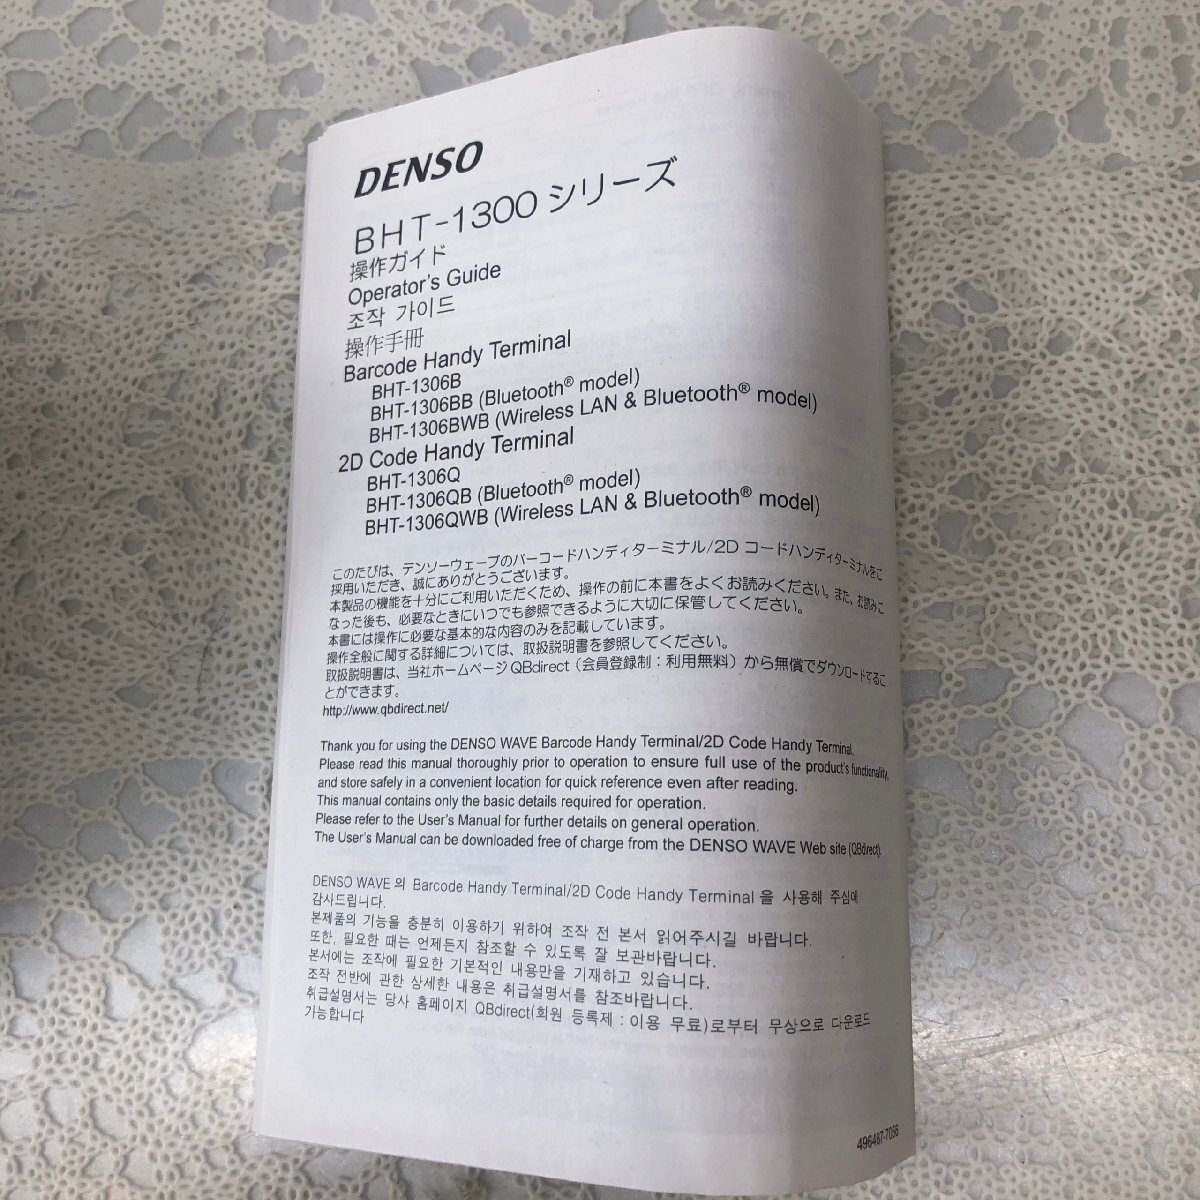 DENSO
BHT-1300 シリーズ
操作ガイド
Operator's Guide
조작 가이드
操作手冊
Barcode Handy Terminal
BHT-1306B
BHT-1306BB (Bluetooth® model)
BHT-1306BWB (Wireless LAN & Bluetooth® model)
2D Code Handy Terminal
BHT-1306Q
BHT-1306QB (Bluetooth® model)
BHT-1306QWB (Wireless LAN & Bluetooth® model)
このたびは、デンソーウェーブのバーコードハンディターミナル/2D コードハンディターミナルをご
採用いただき、誠にありがとうございます。
本製品の機能を十分にご利用いただくため、操作の前に本書をよくお読みください。また、お読みに
なった後も、必要なときにいつでも参照できるように大切に保管してください。
本書には操作に必要な基本的な内容のみを記載しています。
操作全般に関する詳細については、取扱説明書を参照してください。
取扱説明書は、当社ホームページ QBdirect（会員登録制：利用無料）から無償でダウンロードするこ
とができます。
http://www.qbdirect.net/
Thank you for using the DENSO WAVE Barcode Handy Terminal/2D Code Handy Terminal.
Please read this manual thoroughly prior to operation to ensure full use of the product's functionality,
and store safely in a convenient location for quick reference even after reading.
This manual contains only the basic details required for operation.
Please refer to the User's Manual for further details on general operation.
The User's Manual can be downloaded free of charge from the DENSO WAVE Web site (QBdirect).
DENSO WAVE 의 Barcode Handy Terminal/2D Code Handy Terminal 을 사용해 주심에
감사드립니다.
본제품의 기능을 충분히 이용하기 위하여 조작 전 본서 읽어주시길 바랍니다.
또한, 필요한 때는 언제든지 참조할 수 있도록 잘 보관바랍니다.
본서에는 조작에 필요한 기본적인 내용만을 기재하고 있습니다.
조작 전반에 관한 상세한 내용은 취급설명서를 참조바랍니다.
취급설명서는 당사 홈페이지 QBdirect(회원 등록제 : 이용 무료)로부터 무상으로 다운로드
가능합니다